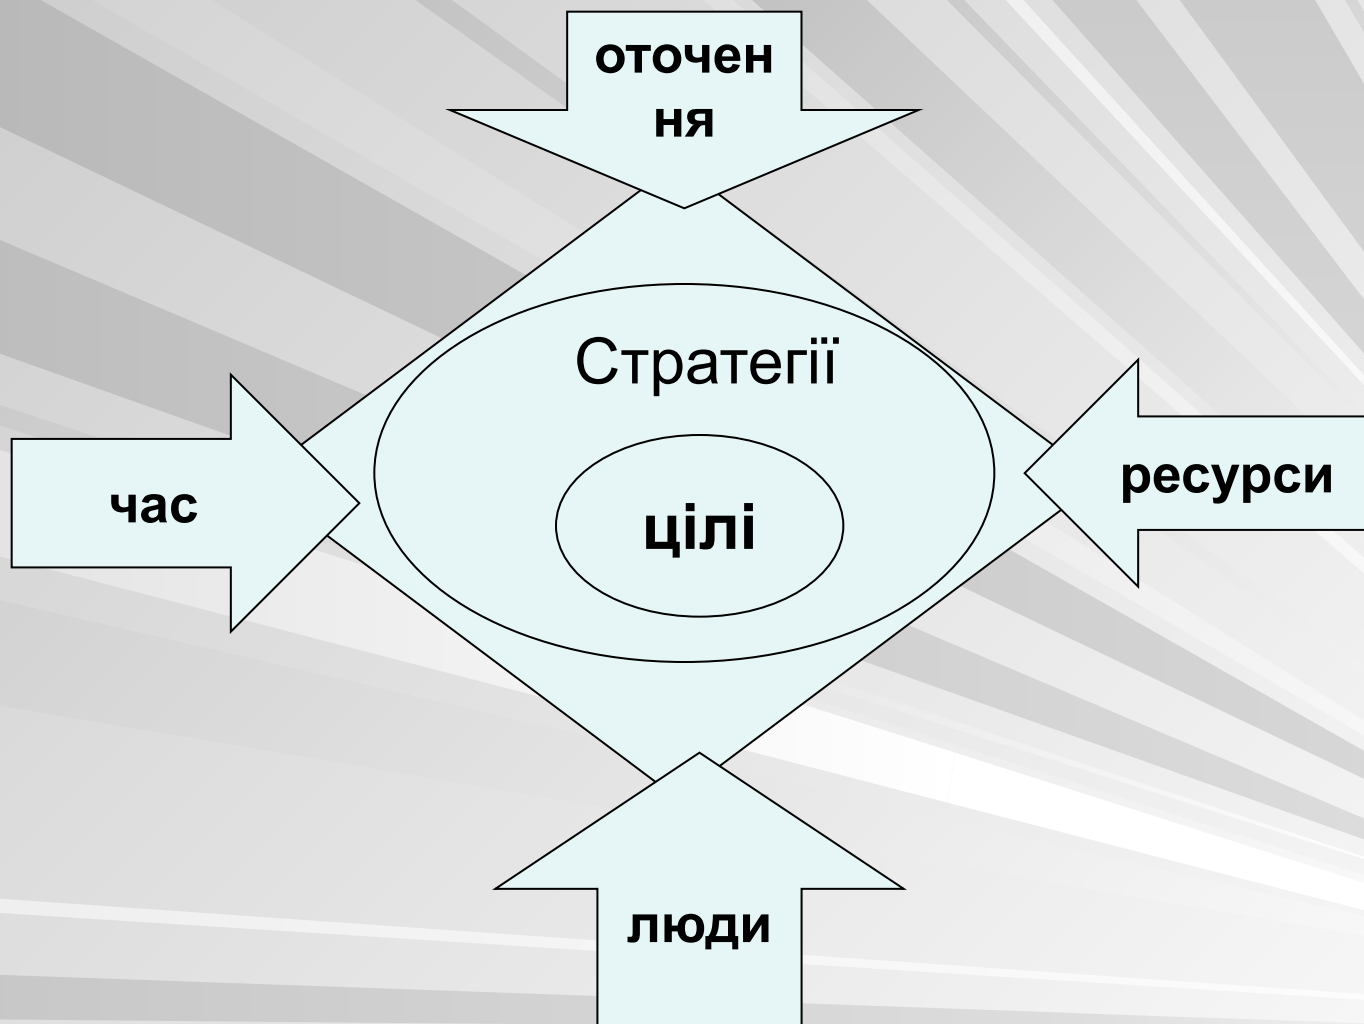 оточен
ня
Стратегії
час
ресурси
цілі
люди